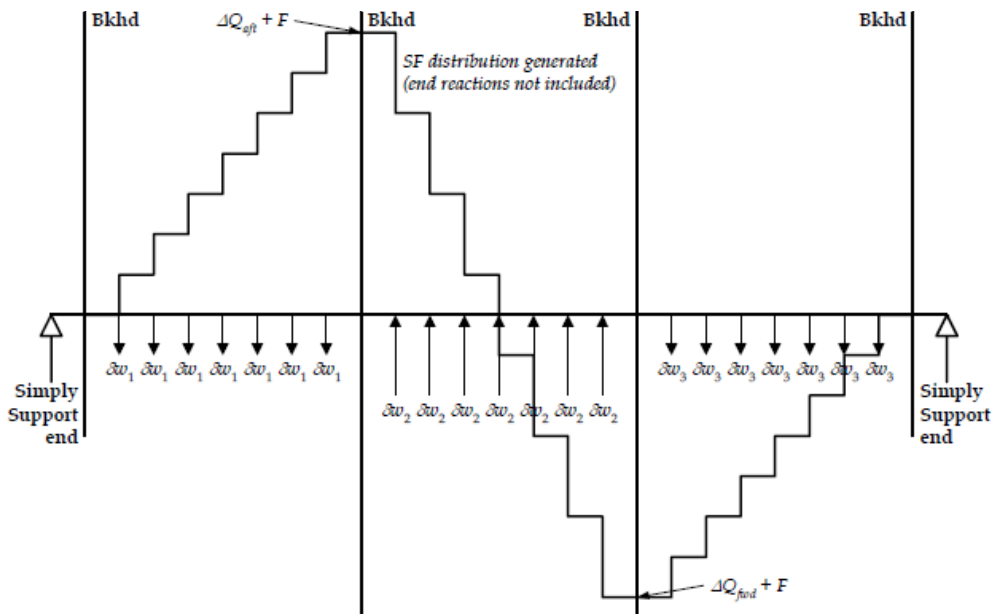 Bkhd
Bkhd
Bkhd
Bkhd
ΔQaft + F
SF distribution generated
(end reactions not included)
δw1 δw1 δw1 δw1 δw1 δw1 δw1
δw2 δw2 δw2 δw2 δw2 δw2 δw2
δw3 δw3 δw3 δw3 δw3 δw3 δw3
Simply
Support
end
Simply
Support
end
ΔQfwd + F